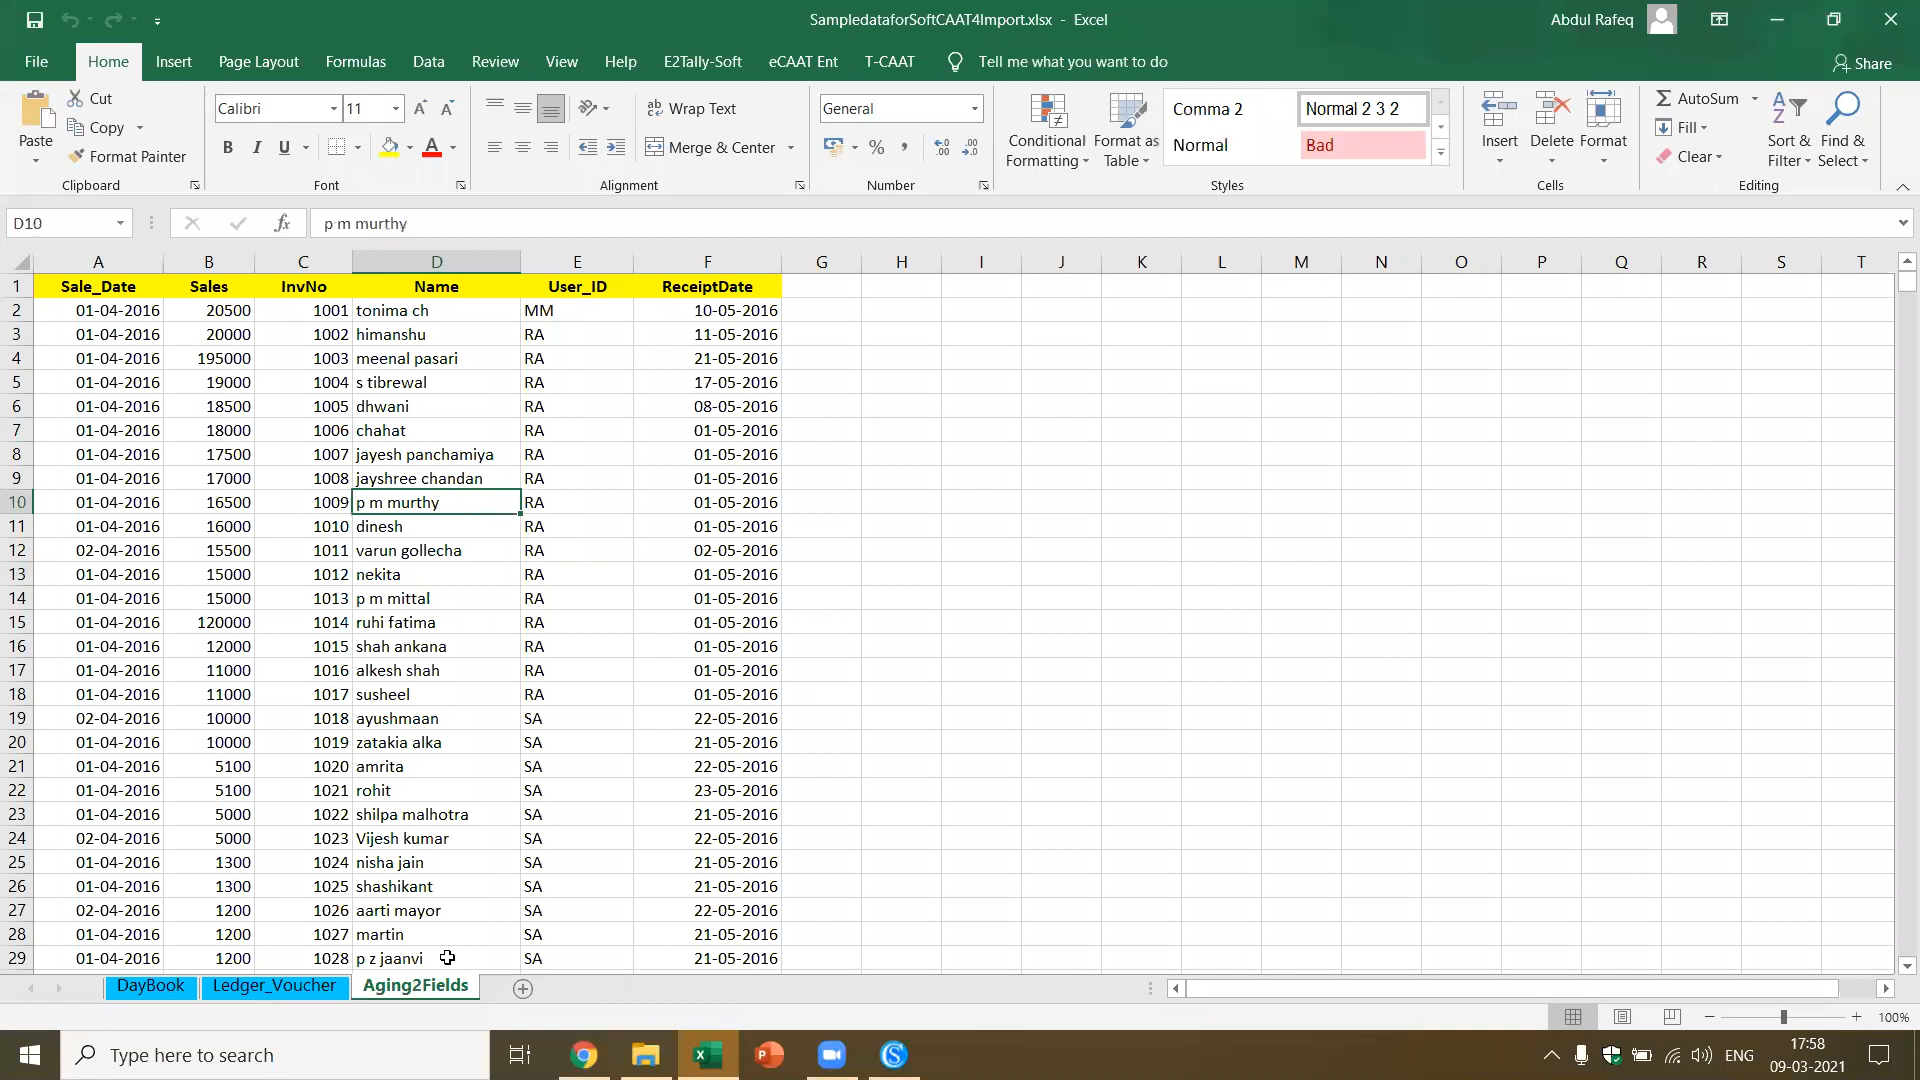 SampledataforSoftCAAT4Import.xlsx - Excel
Abdul Rafeq
File Home Insert Page Layout Formulas Data Review View Help E2Tally-Soft eCAAT Ent T-CAAT Tell me what you want to do Share
Paste
Cut
Copy
Format Painter
Clipboard
Calibri 11
B I U
Font
Wrap Text
Merge & Center
Alignment
General
Number
Conditional Formatting
Format as Table
Comma 2 Normal 2 3 2
Normal Bad
Styles
Insert Delete Format
Cells
AutoSum
Fill
Clear
Sort & Filter
Find & Select
Editing
D10 fx p m murthy
A B C D E F G H I J K L M N O P Q R S T
1 Sale_Date Sales InvNo Name User_ID ReceiptDate
2 01-04-2016 20500 1001 tonima ch MM 10-05-2016
3 01-04-2016 20000 1002 himanshu RA 11-05-2016
4 01-04-2016 195000 1003 meenal pasari RA 21-05-2016
5 01-04-2016 19000 1004 s tibrewal RA 17-05-2016
6 01-04-2016 18500 1005 dhwani RA 08-05-2016
7 01-04-2016 18000 1006 chahat RA 01-05-2016
8 01-04-2016 17500 1007 jayesh panchamiya RA 01-05-2016
9 01-04-2016 17000 1008 jayshree chandan RA 01-05-2016
10 01-04-2016 16500 1009 p m murthy RA 01-05-2016
11 01-04-2016 16000 1010 dinesh RA 01-05-2016
12 02-04-2016 15500 1011 varun gollecha RA 02-05-2016
13 01-04-2016 15000 1012 nekita RA 01-05-2016
14 01-04-2016 15000 1013 p m mittal RA 01-05-2016
15 01-04-2016 120000 1014 ruhi fatima RA 01-05-2016
16 01-04-2016 12000 1015 shah ankana RA 01-05-2016
17 01-04-2016 11000 1016 alkesh shah RA 01-05-2016
18 01-04-2016 11000 1017 susheel RA 01-05-2016
19 02-04-2016 10000 1018 ayushmaan SA 22-05-2016
20 01-04-2016 10000 1019 zatakia alka SA 21-05-2016
21 01-04-2016 5100 1020 amrita SA 22-05-2016
22 01-04-2016 5100 1021 rohit SA 23-05-2016
23 01-04-2016 5000 1022 shilpa malhotra SA 21-05-2016
24 02-04-2016 5000 1023 Vijesh kumar SA 22-05-2016
25 01-04-2016 1300 1024 nisha jain SA 21-05-2016
26 01-04-2016 1300 1025 shashikant SA 21-05-2016
27 02-04-2016 1200 1026 aarti mayor SA 22-05-2016
28 01-04-2016 1200 1027 martin SA 21-05-2016
29 01-04-2016 1200 1028 p z jaanvi SA 21-05-2016
DayBook Ledger_Voucher Aging2Fields
100%
Type here to search
ENG
17:58
09-03-2021